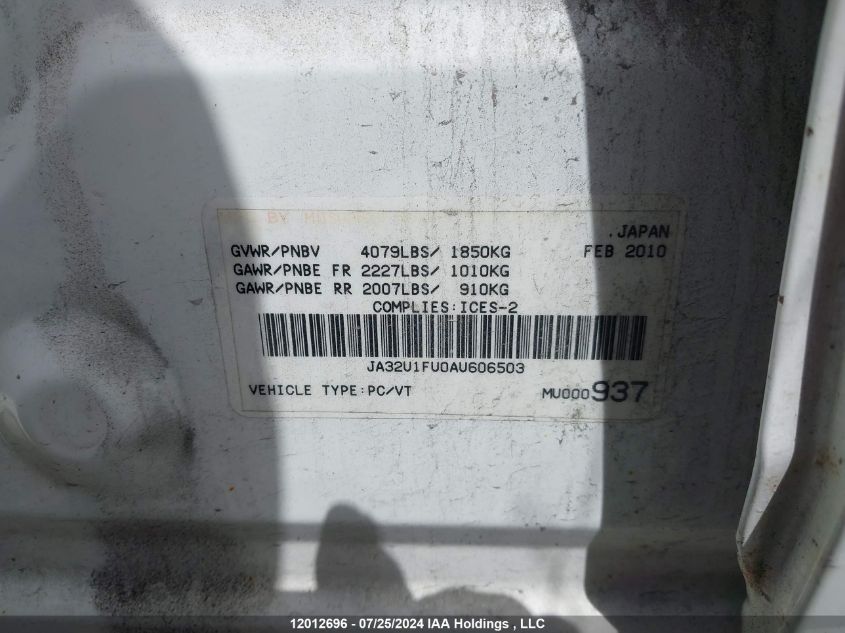 BY
.JAPAN
GVWR/PNBV 4079LBS/ 1850KG FEB 2010
GAWR/PNBE FR 2227LBS/ 1010KG
GAWR/PNBE RR 2007LBS/ 910KG
COMPLIES:ICES-2
JA32U1FU0AU606503
VEHICLE TYPE:PC/VT MU000937
12012696 - 07/25/2024 IAA Holdings , LLC